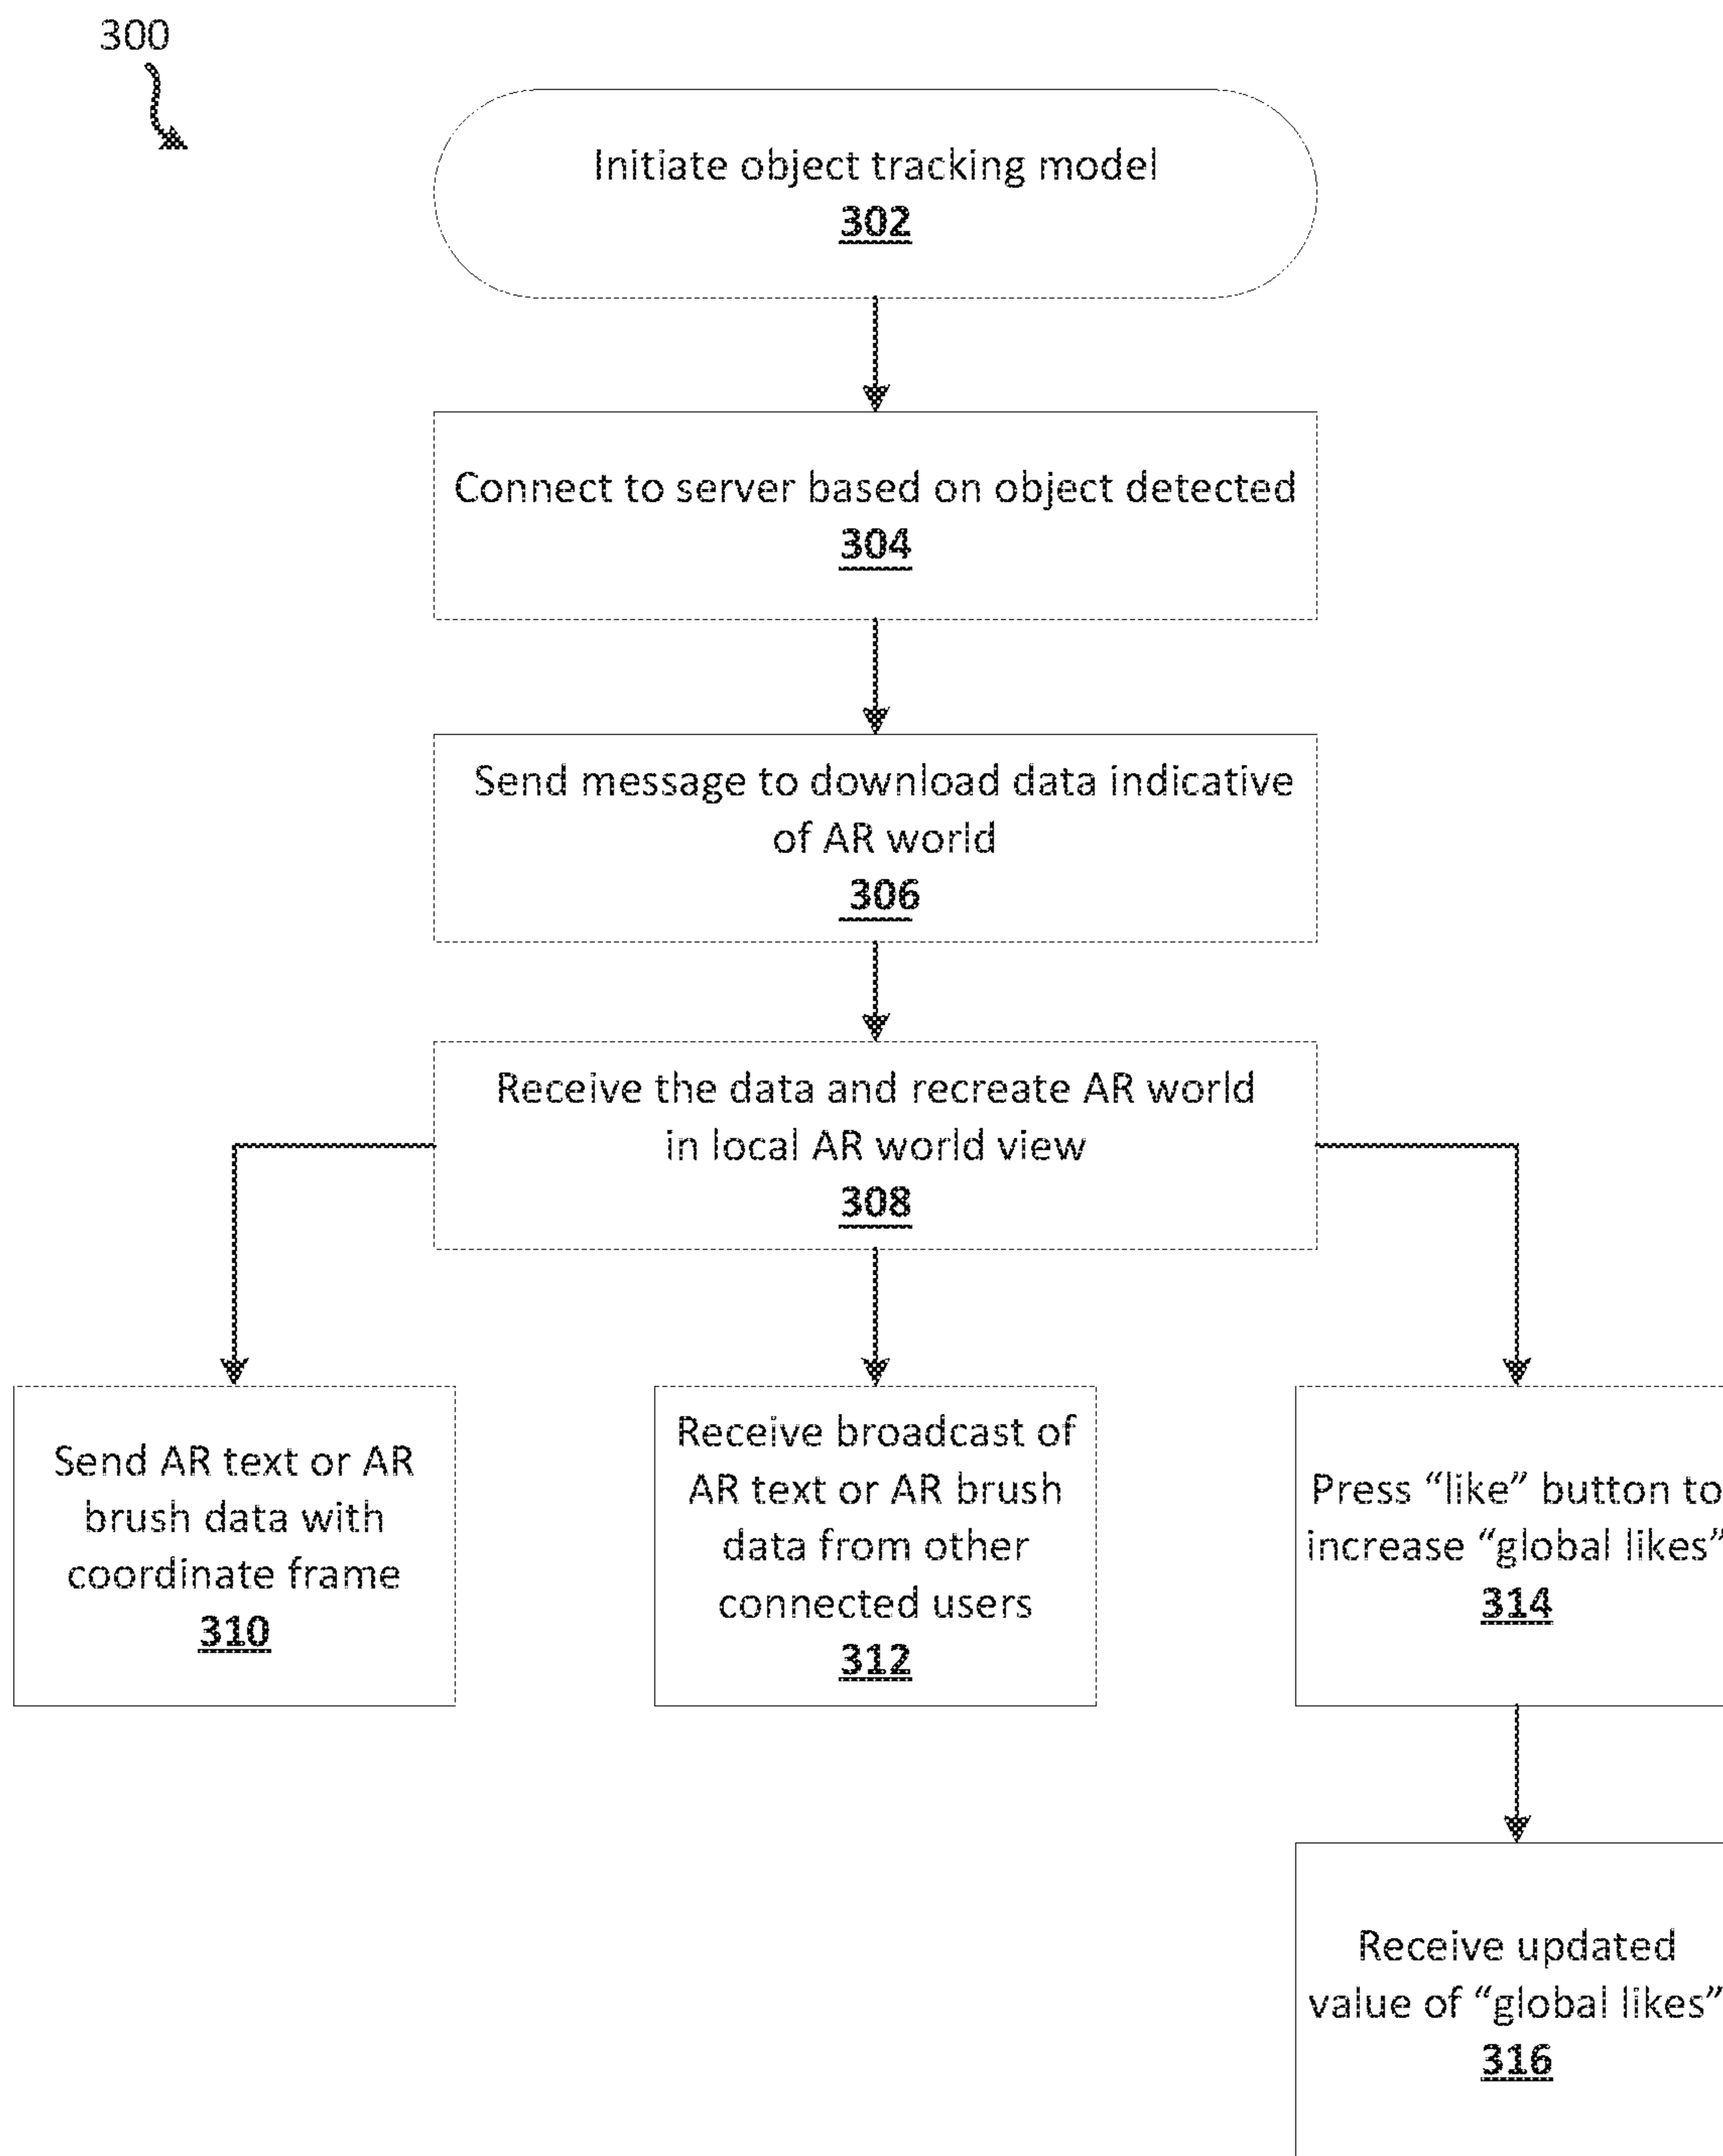 300
Initiate object tracking model
302
Connect to server based on object detected
304
Send message to download data indicative
of AR world
306
Receive the data and recreate AR world
in local AR world view
308
Send AR text or AR
brush data with
coordinate frame
310
Receive broadcast of
AR text or AR brush
data from other
connected users
312
Press “like” button to
increase “global likes”
314
Receive updated
value of “global likes”
316